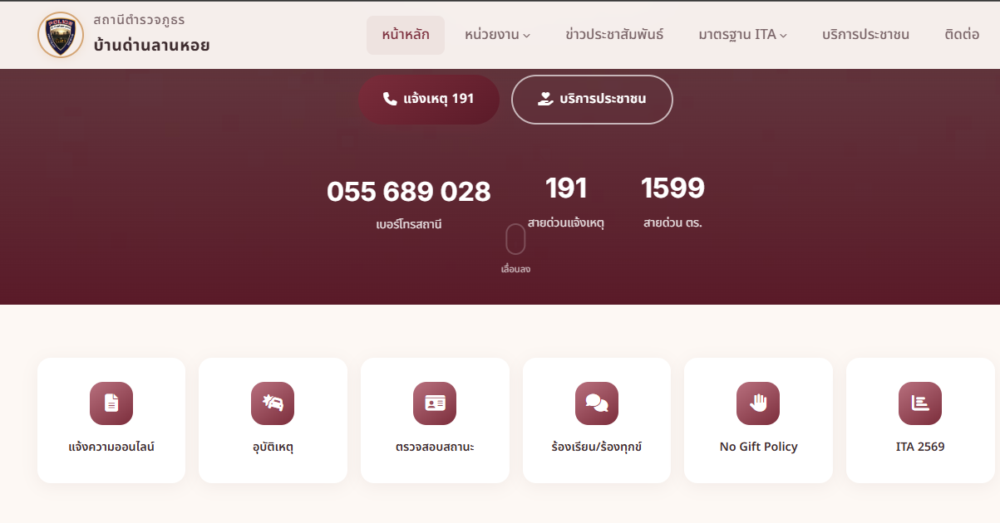 สถานีตำรวจภูธร
บ้านด่านลานหอย
หน้าหลัก
หน่วยงาน
ข่าวประชาสัมพันธ์
มาตรฐาน ITA
บริการประชาชน
ติดต่อ
แจ้งเหตุ 191
บริการประชาชน
055 689 028
191
1599
เบอร์โทรสถานี
สายด่วนแจ้งเหตุ
สายด่วน ตร.
เลื่อนลง
แจ้งความออนไลน์
อุบัติเหตุ
ตรวจสอบสถานะ
ร้องเรียน/ร้องทุกข์
No Gift Policy
ITA 2569